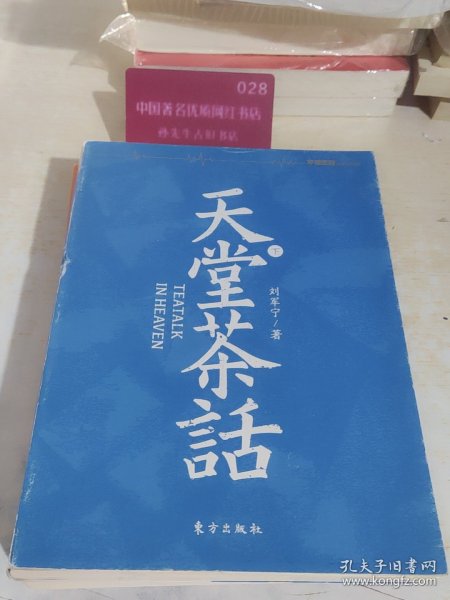 028
中国著名优质网红书店
孙先生古旧书店
天堂茶話
下
TEATALK
IN HEAVEN
刘军宁/著
東方出版社
孔夫子旧书网
www.kongfz.com